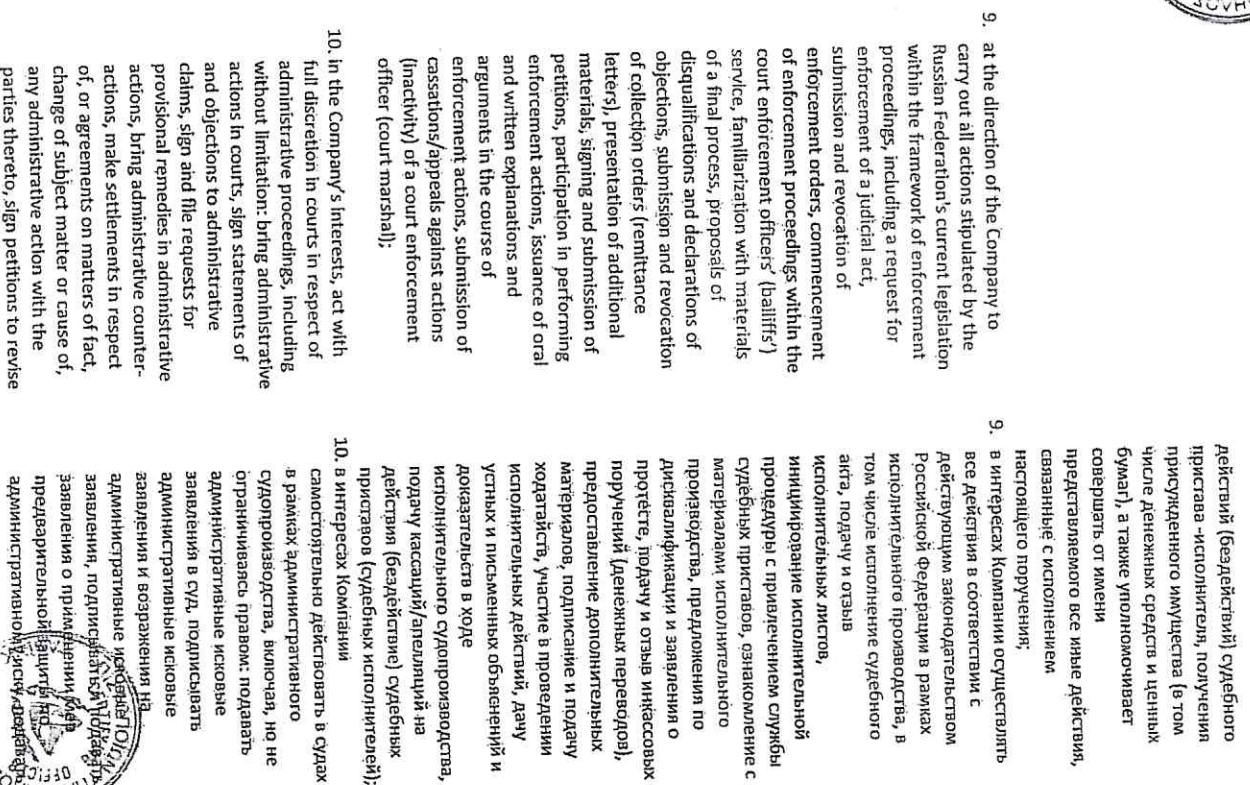 9. at the direction of the Company to
carry out all actions stipulated by the
Russian Federation's current legislation
within the framework of enforcement
proceedings, including a request for
enforcement of a judicial act,
submission and revocation of
enforcement orders, commencement
of enforcement proceedings within the
court enforcement officers' (bailiffs')
service, familiarization with materials
of a final process, proposals of
disqualifications and declarations of
objections, submission and revocation
of collection orders (remittance
letters), presentation of additional
materials, signing and submission of
petitions, participation in performing
enforcement actions, issuance of oral
and written explanations and
arguments in the course of
enforcement actions, submission of
cassations/appeals against actions
(inactivity) of a court enforcement
officer (court marshal);
10. in the Company's interests, act with
full discretion in courts in respect of
administrative proceedings, including
without limitation: bring administrative
actions in courts, sign statements of
and objections to administrative
claims, sign and file requests for
provisional remedies in administrative
actions, bring administrative counter-
actions, make settlements in respect
of, or agreements on matters of fact,
change of subject matter or cause of,
any administrative action with the
parties thereto, sign petitions to revise
действий (бездействий) судебного
пристава -исполнителя, получения
присужденного имущества (в том
числе денежных средств и ценных
бумаг), а также уполномочивает
совершать от имени
представляемого все иные действия,
связанные с исполнением
настоящего поручения;
9. в интересах Компании осуществлять
все действия в соответствии с
действующим законодательством
Российской Федерации в рамках
исполнительного производства, в
том числе исполнение судебного
акта, подачу и отзыв
исполнительных листов,
инициирование исполнительной
процедуры с привлечением службы
судебных приставов, ознакомление с
материалами исполнительного
производства, предложения по
дисквалификации и заявления о
протесте, подачу и отзыв инкассовых
поручений (денежных переводов),
предоставление дополнительных
материалов, подписание и подачу
ходатайств, участие в проведении
исполнительных действий, дачу
устных и письменных объяснений и
доказательств в ходе
исполнительного судопроизводства,
подачу кассаций/апелляций на
действия (бездействие) судебных
приставов (судебных исполнителей);
10. в интересах Компаний
самостоятельно действовать в судах
в рамках административного
судопроизводства, включая, но не
ограничиваясь правом: подавать
административные исковые
заявления в суд, подписывать
административные исковые
заявления и возражения на
административные исковые
заявления, подписывать и подавать
заявления о применении мер
предварительной защиты по
административному иску, подавать